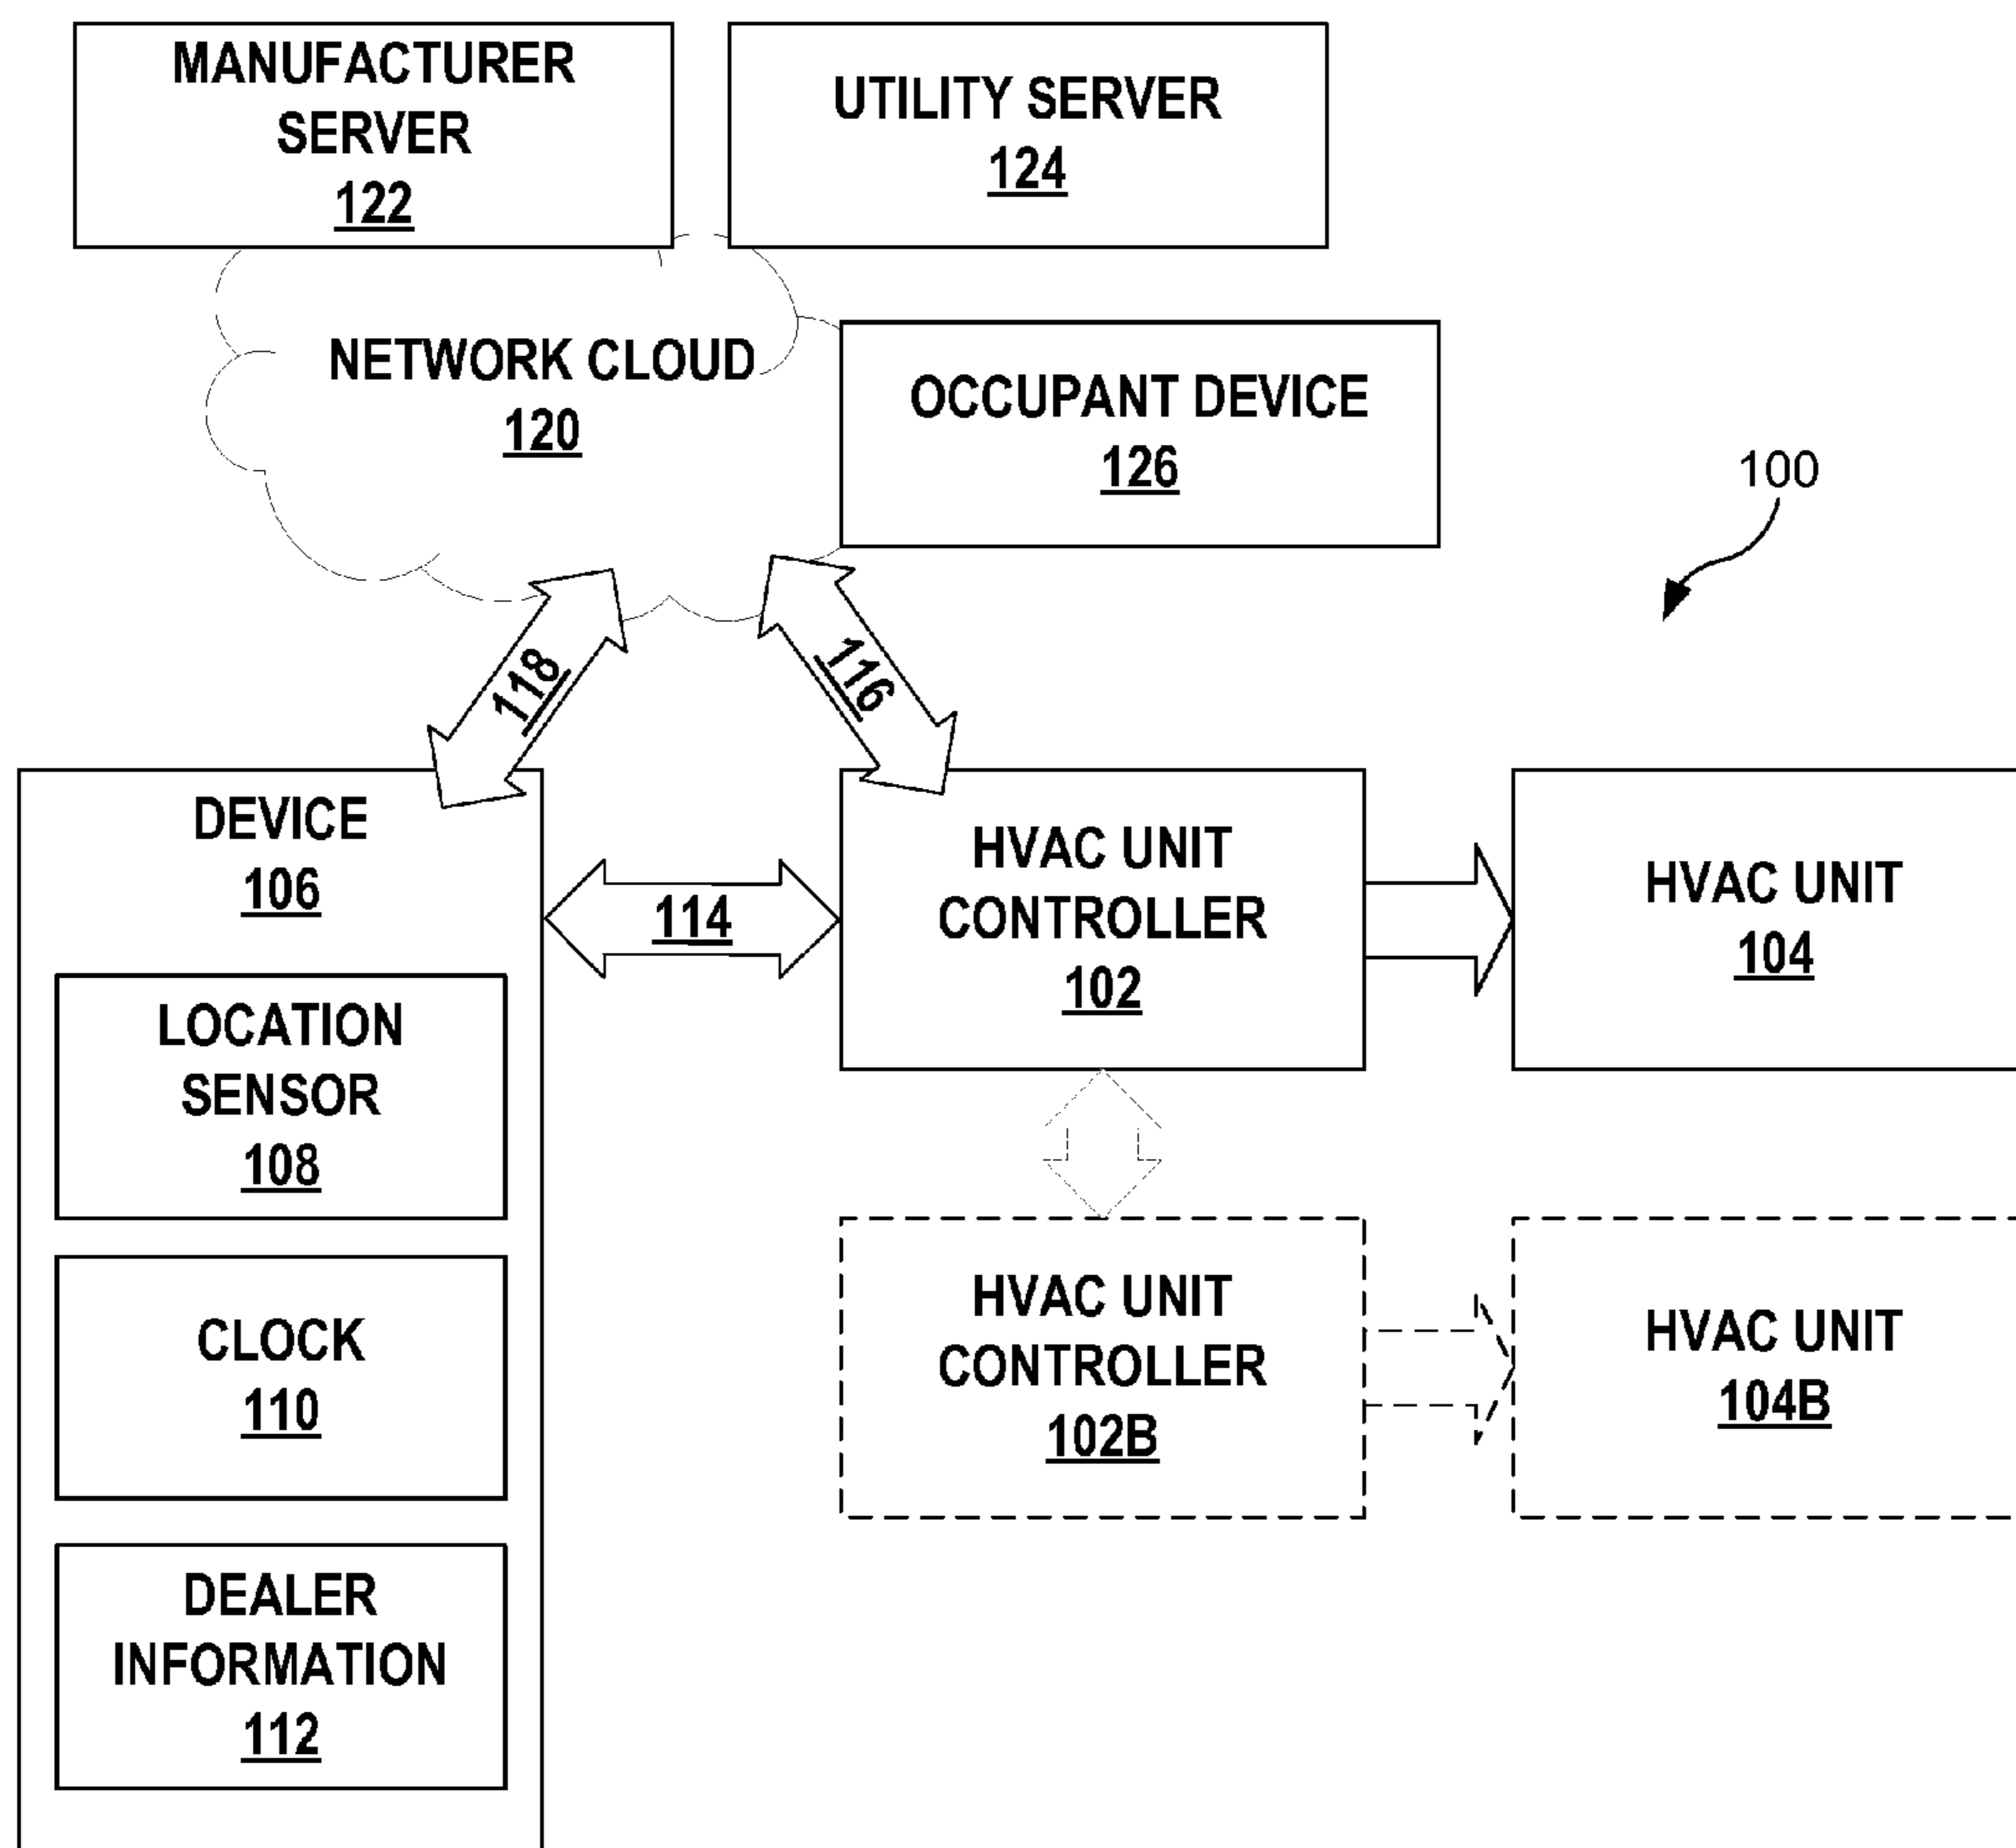 MANUFACTURER
SERVER
122
UTILITY SERVER
124
NETWORK CLOUD
120
OCCUPANT DEVICE
126
100
118
116
DEVICE
106
114
HVAC UNIT
CONTROLLER
102
HVAC UNIT
104
LOCATION
SENSOR
108
CLOCK
110
HVAC UNIT
CONTROLLER
102B
HVAC UNIT
104B
DEALER
INFORMATION
112